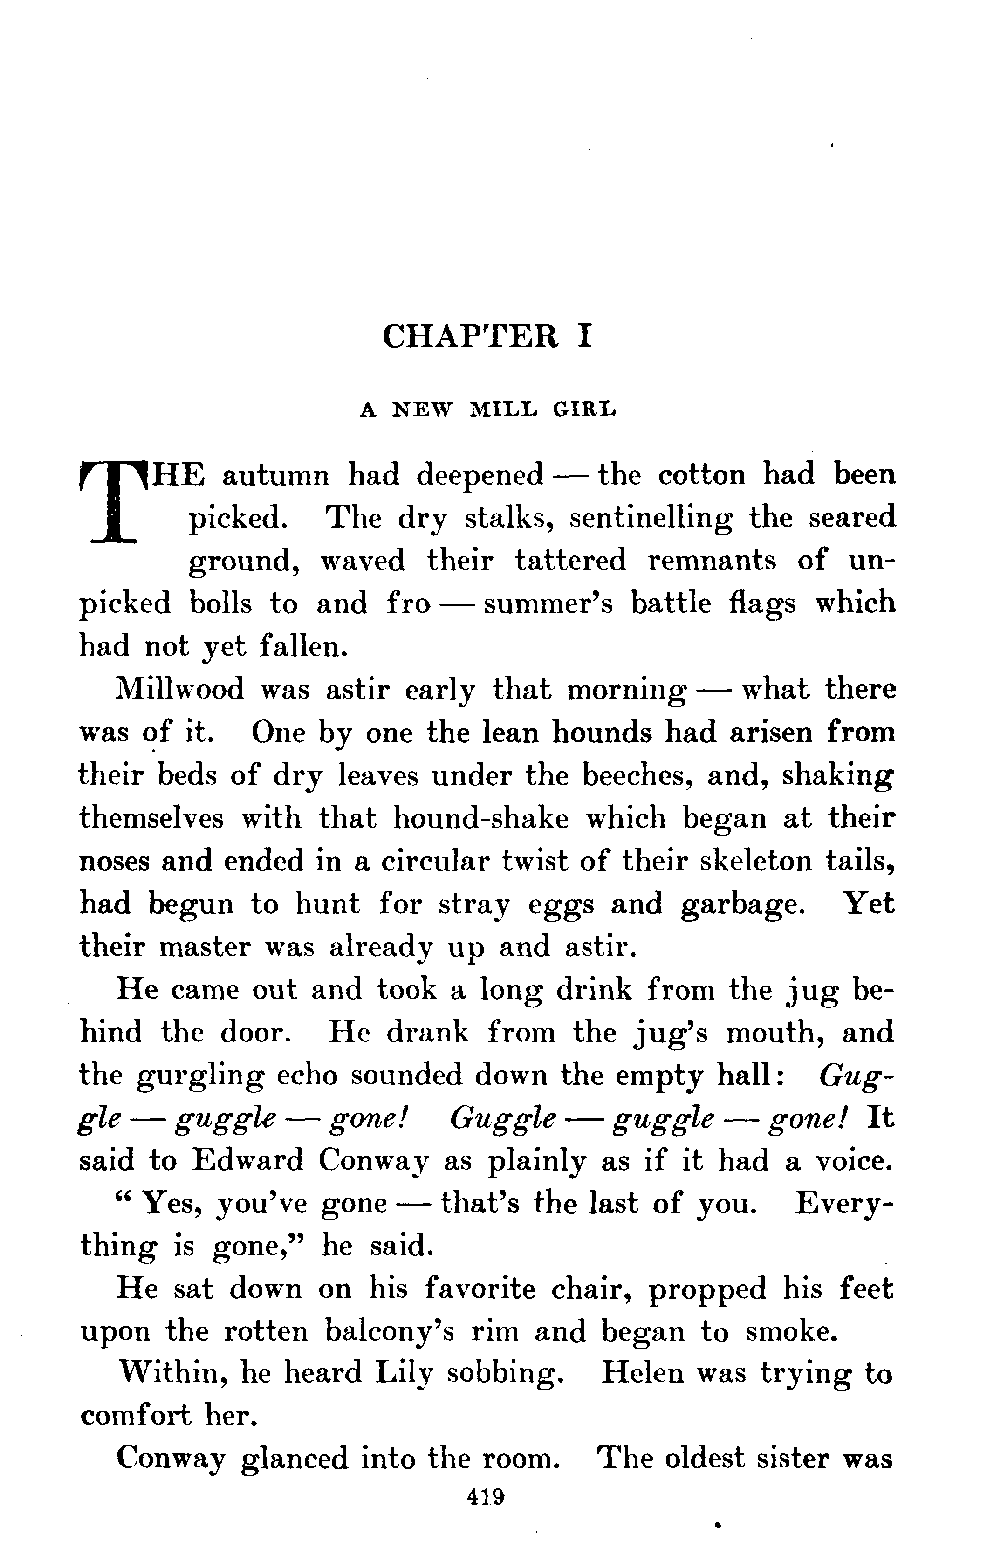 CHAPTER I
A NEW MILL GIRL
THE autumn had deepened — the cotton had been
picked. The dry stalks, sentinelling the seared
ground, waved their tattered remnants of un-
picked bolls to and fro — summer's battle flags which
had not yet fallen.
Millwood was astir early that morning — what there
was of it. One by one the lean hounds had arisen from
their beds of dry leaves under the beeches, and, shaking
themselves with that hound-shake which began at their
noses and ended in a circular twist of their skeleton tails,
had begun to hunt for stray eggs and garbage. Yet
their master was already up and astir.
He came out and took a long drink from the jug be-
hind the door. He drank from the jug's mouth, and
the gurgling echo sounded down the empty hall: Gug-
gle — guggle — gone! Guggle — guggle — gone! It
said to Edward Conway as plainly as if it had a voice.
“Yes, you've gone — that's the last of you. Every-
thing is gone,” he said.
He sat down on his favorite chair, propped his feet
upon the rotten balcony's rim and began to smoke.
Within, he heard Lily sobbing. Helen was trying to
comfort her.
Conway glanced into the room. The oldest sister was
419